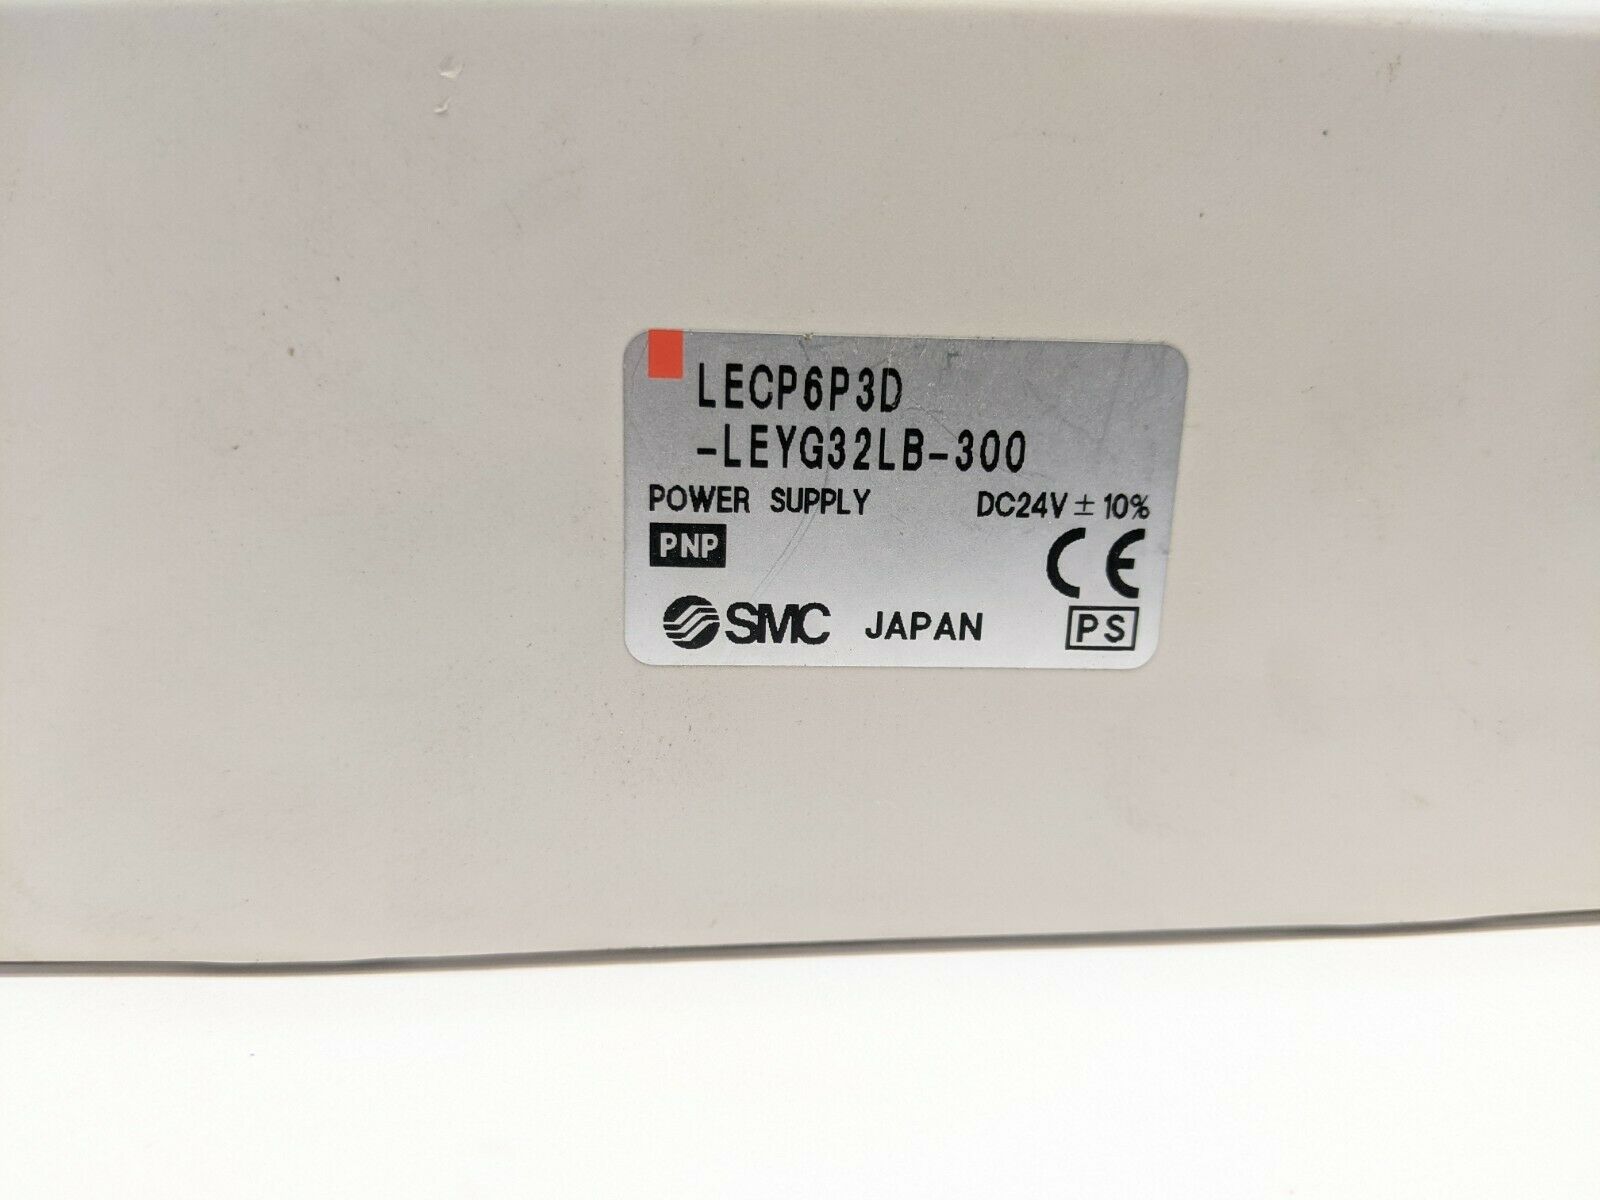 LECP6P3D
-LEYG32LB-300
POWER SUPPLY DC24V ± 10%
PNP
CE
SMC JAPAN PS